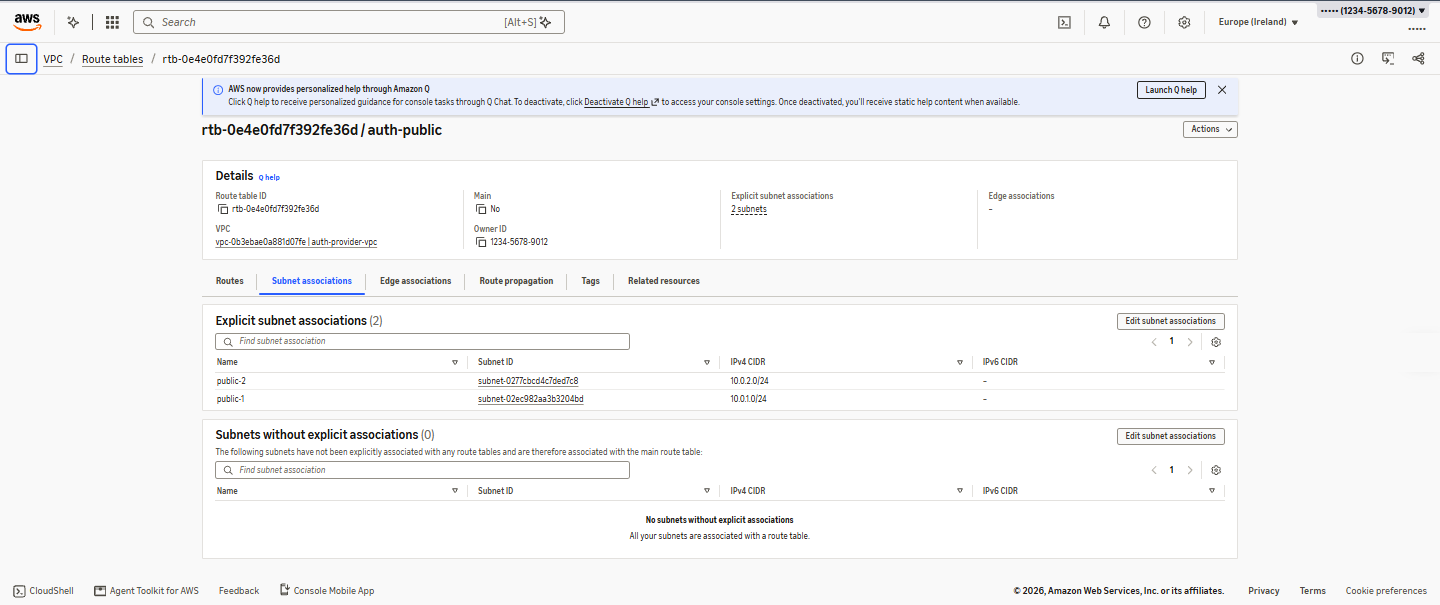 aws Search [Alt+S] Europe (Ireland) ▼ ••••• (1234-5678-9012) ▼
•••••
VPC / Route tables / rtb-0e4e0fd7f392fe36d
AWS now provides personalized help through Amazon Q
Click Q help to receive personalized guidance for console tasks through Q Chat. To deactivate, click Deactivate Q help to access your console settings. Once deactivated, you'll receive static help content when available.
Launch Q help
rtb-0e4e0fd7f392fe36d / auth-public
Actions
Details Q help
Route table ID
rtb-0e4e0fd7f392fe36d
VPC
vpc-0b3ebae0a881d07fe | auth-provider-vpc
Main
No
Owner ID
1234-5678-9012
Explicit subnet associations
2 subnets
Edge associations
–
Routes Subnet associations Edge associations Route propagation Tags Related resources
Explicit subnet associations (2)
Edit subnet associations
Find subnet association
1
Name Subnet ID IPv4 CIDR IPv6 CIDR
public-2 subnet-0277cbcd4c7ded7c8 10.0.2.0/24 –
public-1 subnet-02ec982aa3b3204bd 10.0.1.0/24 –
Subnets without explicit associations (0)
Edit subnet associations
The following subnets have not been explicitly associated with any route tables and are therefore associated with the main route table:
Find subnet association
1
Name Subnet ID IPv4 CIDR IPv6 CIDR
No subnets without explicit associations
All your subnets are associated with a route table.
CloudShell Agent Toolkit for AWS Feedback Console Mobile App © 2026, Amazon Web Services, Inc. or its affiliates. Privacy Terms Cookie preferences